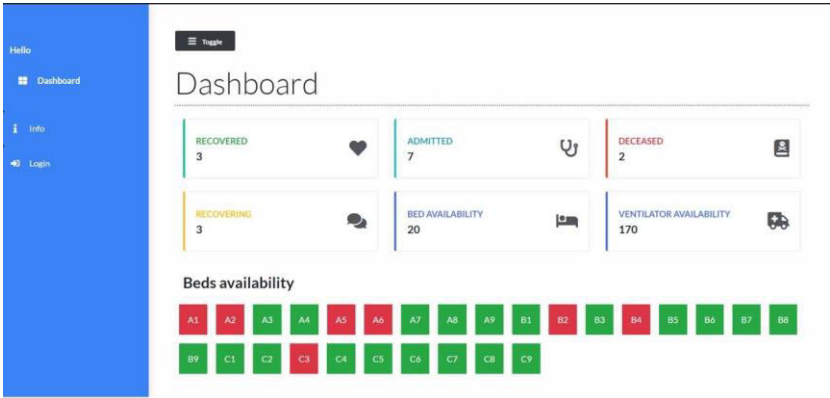 Hello
Dashboard
Info
Login
Toggle
Dashboard
RECOVERED
3
ADMITTED
7
DECEASED
2
RECOVERING
3
BED AVAILABILITY
20
VENTILATOR AVAILABILITY
170
Beds availability
A1 A2 A3 A4 A5 A6 A7 A8 A9 B1 B2 B3 B4 B5 B6 B7 B8
B9 C1 C2 C3 C4 C5 C6 C7 C8 C9